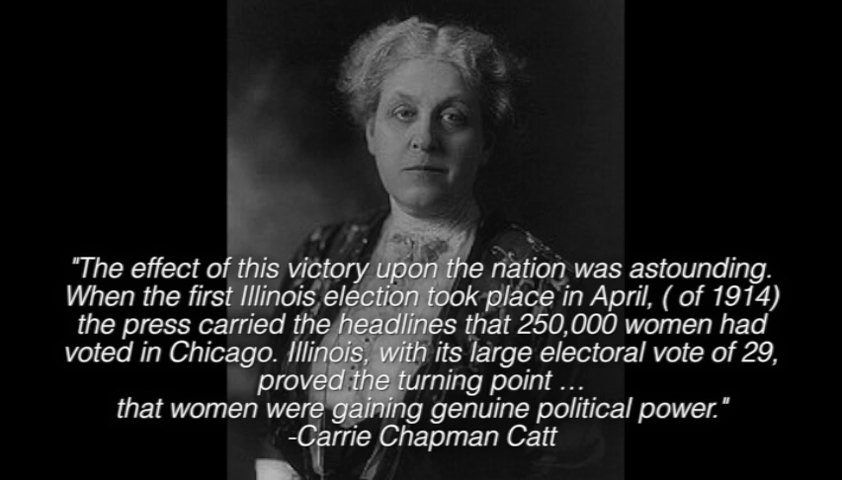 "The effect of this victory upon the nation was astounding.
When the first Illinois election took place in April, ( of 1914)
the press carried the headlines that 250,000 women had
voted in Chicago. Illinois, with its large electoral vote of 29,
proved the turning point ...
that women were gaining genuine political power."
-Carrie Chapman Catt